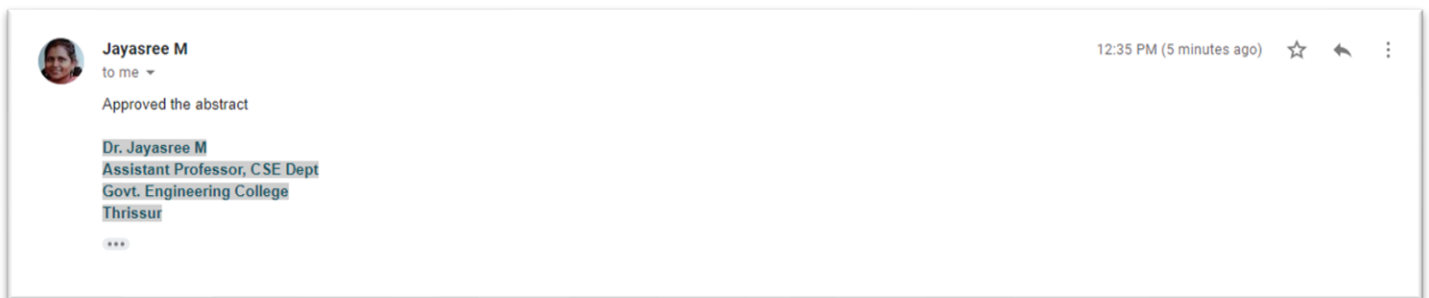 Jayasree M
12:35 PM (5 minutes ago)
to me
Approved the abstract
Dr. Jayasree M
Assistant Professor, CSE Dept
Govt. Engineering College
Thrissur